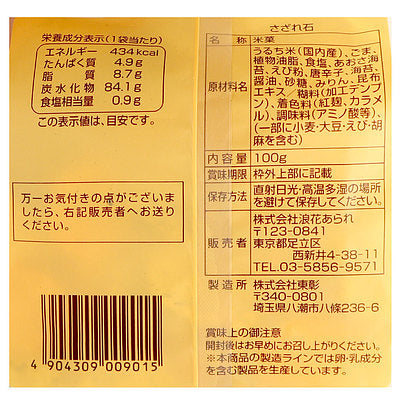 栄養成分表示(1袋当たり)
エネルギー 434kcal
たんぱく質 4.9g
脂質 8.7g
炭水化物 84.1g
食塩相当量 0.9g
この表示値は、目安です。
万一お気付きの点がございま
したら、右記販売者へお送り
ください。
4 904309 009015
さざれ石
名称 米菓
原材料名 うるち米(国内産)、ごま、
植物油脂、食塩、あおさ海
苔、えび粉、唐辛子、海苔、
醤油、砂糖、みりん、昆布
エキス/糊料(加工デンプ
ン)、着色料(紅麹、カラメ
ル)、調味料(アミノ酸等)、
(一部に小麦・大豆・えび・胡
麻を含む)
内容量 100g
賞味期限 枠外上部に記載
保存方法 直射日光・高温多湿の場所
を避けて保存してください。
販売者 株式会社浪花あられ
〒123-0841
東京都足立区
西新井4-38-11
TEL.03-5856-9571
製造所 株式会社東彰
〒340-0801
埼玉県八潮市八條236-6
賞味上の御注意
開封後はお早めにお召し上がりください。
※本商品の製造ラインでは卵・乳成分
を含む製品を生産しています。